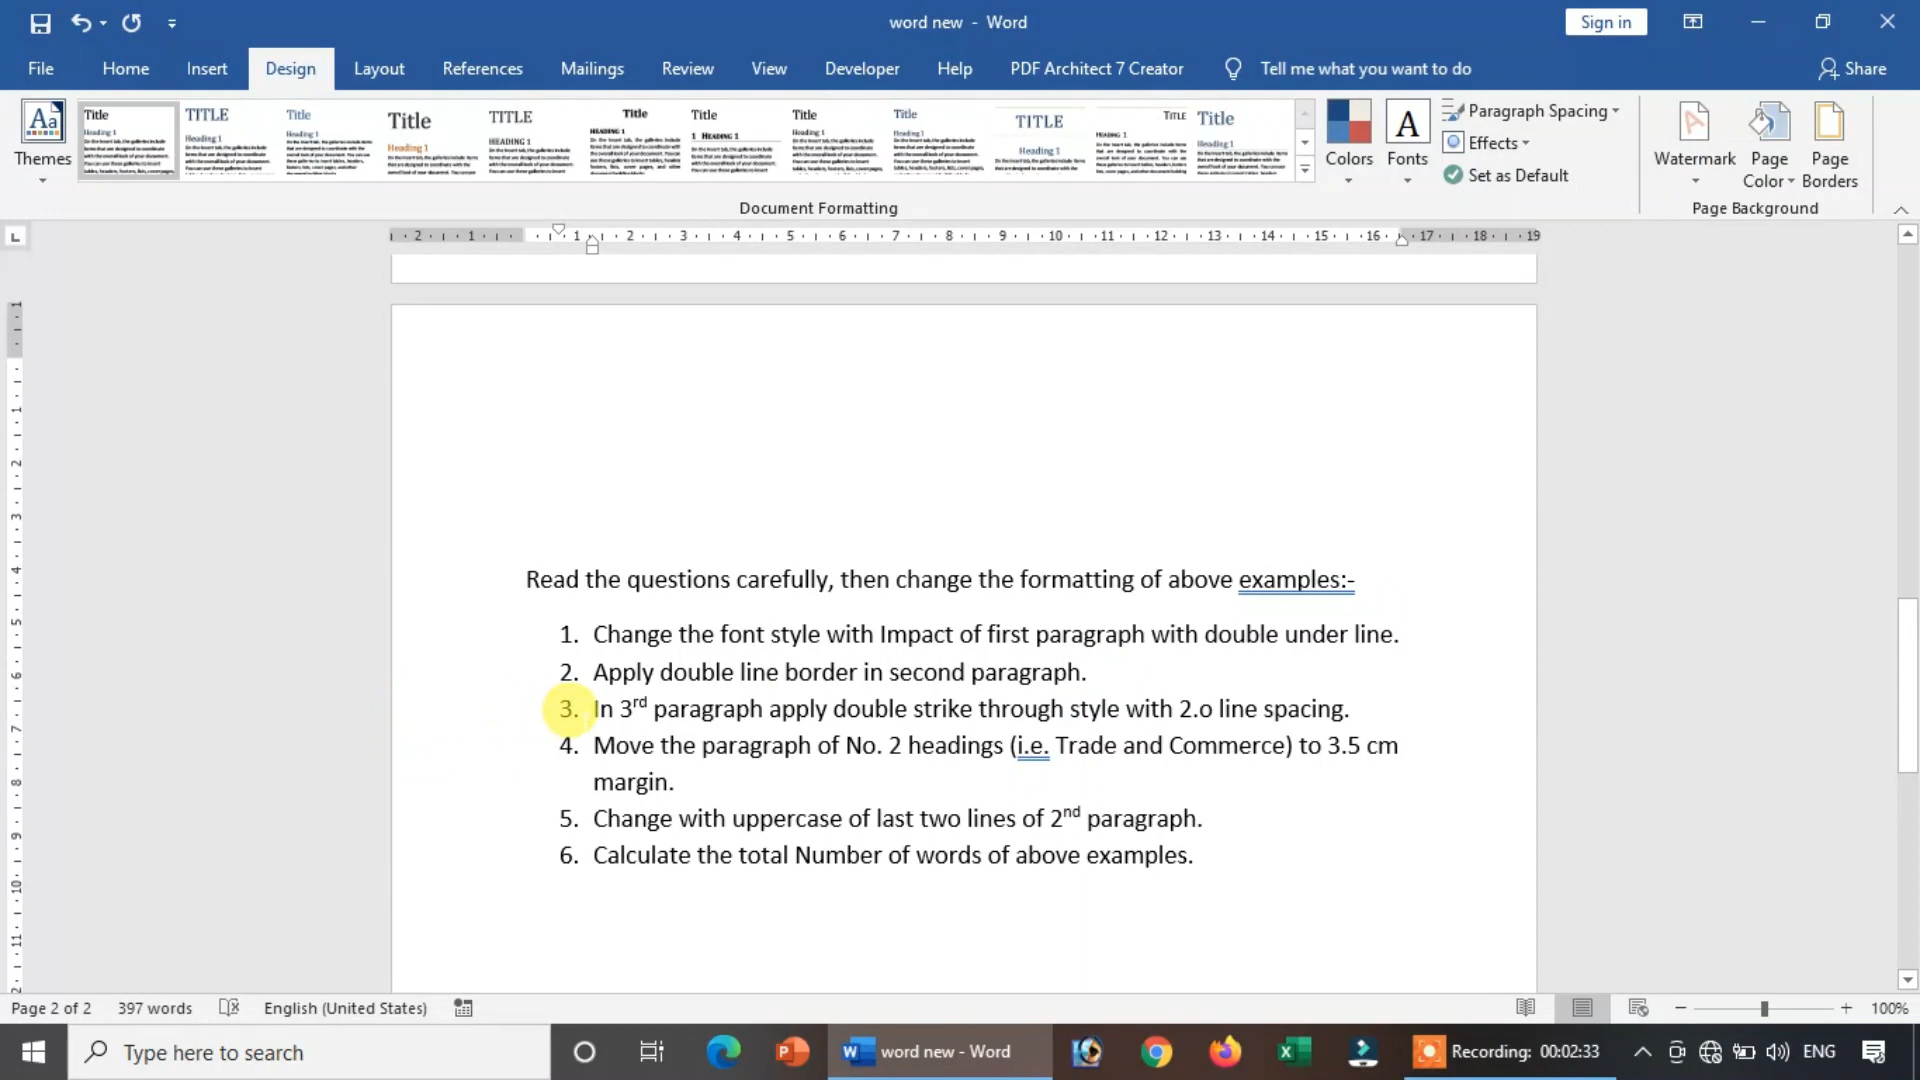 word new - Word
Sign in
File Home Insert Design Layout References Mailings Review View Developer Help PDF Architect 7 Creator Tell me what you want to do Share
Themes
Title Heading 1
TITLE Heading 1
Title Heading 1
Title Heading 1
TITLE HEADING 1
Title HEADING 1
Title 1 HEADING 1
Title Heading 1
Title Heading 1
TITLE Heading 1
TITLE HEADING 1
Title Heading 1
Colors
Fonts
Paragraph Spacing
Effects
Set as Default
Watermark
Page Color
Page Borders
Document Formatting
Page Background
Read the questions carefully, then change the formatting of above examples:-
1. Change the font style with Impact of first paragraph with double under line.
2. Apply double line border in second paragraph.
3. In 3rd paragraph apply double strike through style with 2.o line spacing.
4. Move the paragraph of No. 2 headings (i.e. Trade and Commerce) to 3.5 cm
margin.
5. Change with uppercase of last two lines of 2nd paragraph.
6. Calculate the total Number of words of above examples.
Page 2 of 2 397 words English (United States) 100%
Type here to search
word new - Word
Recording: 00:02:33
ENG